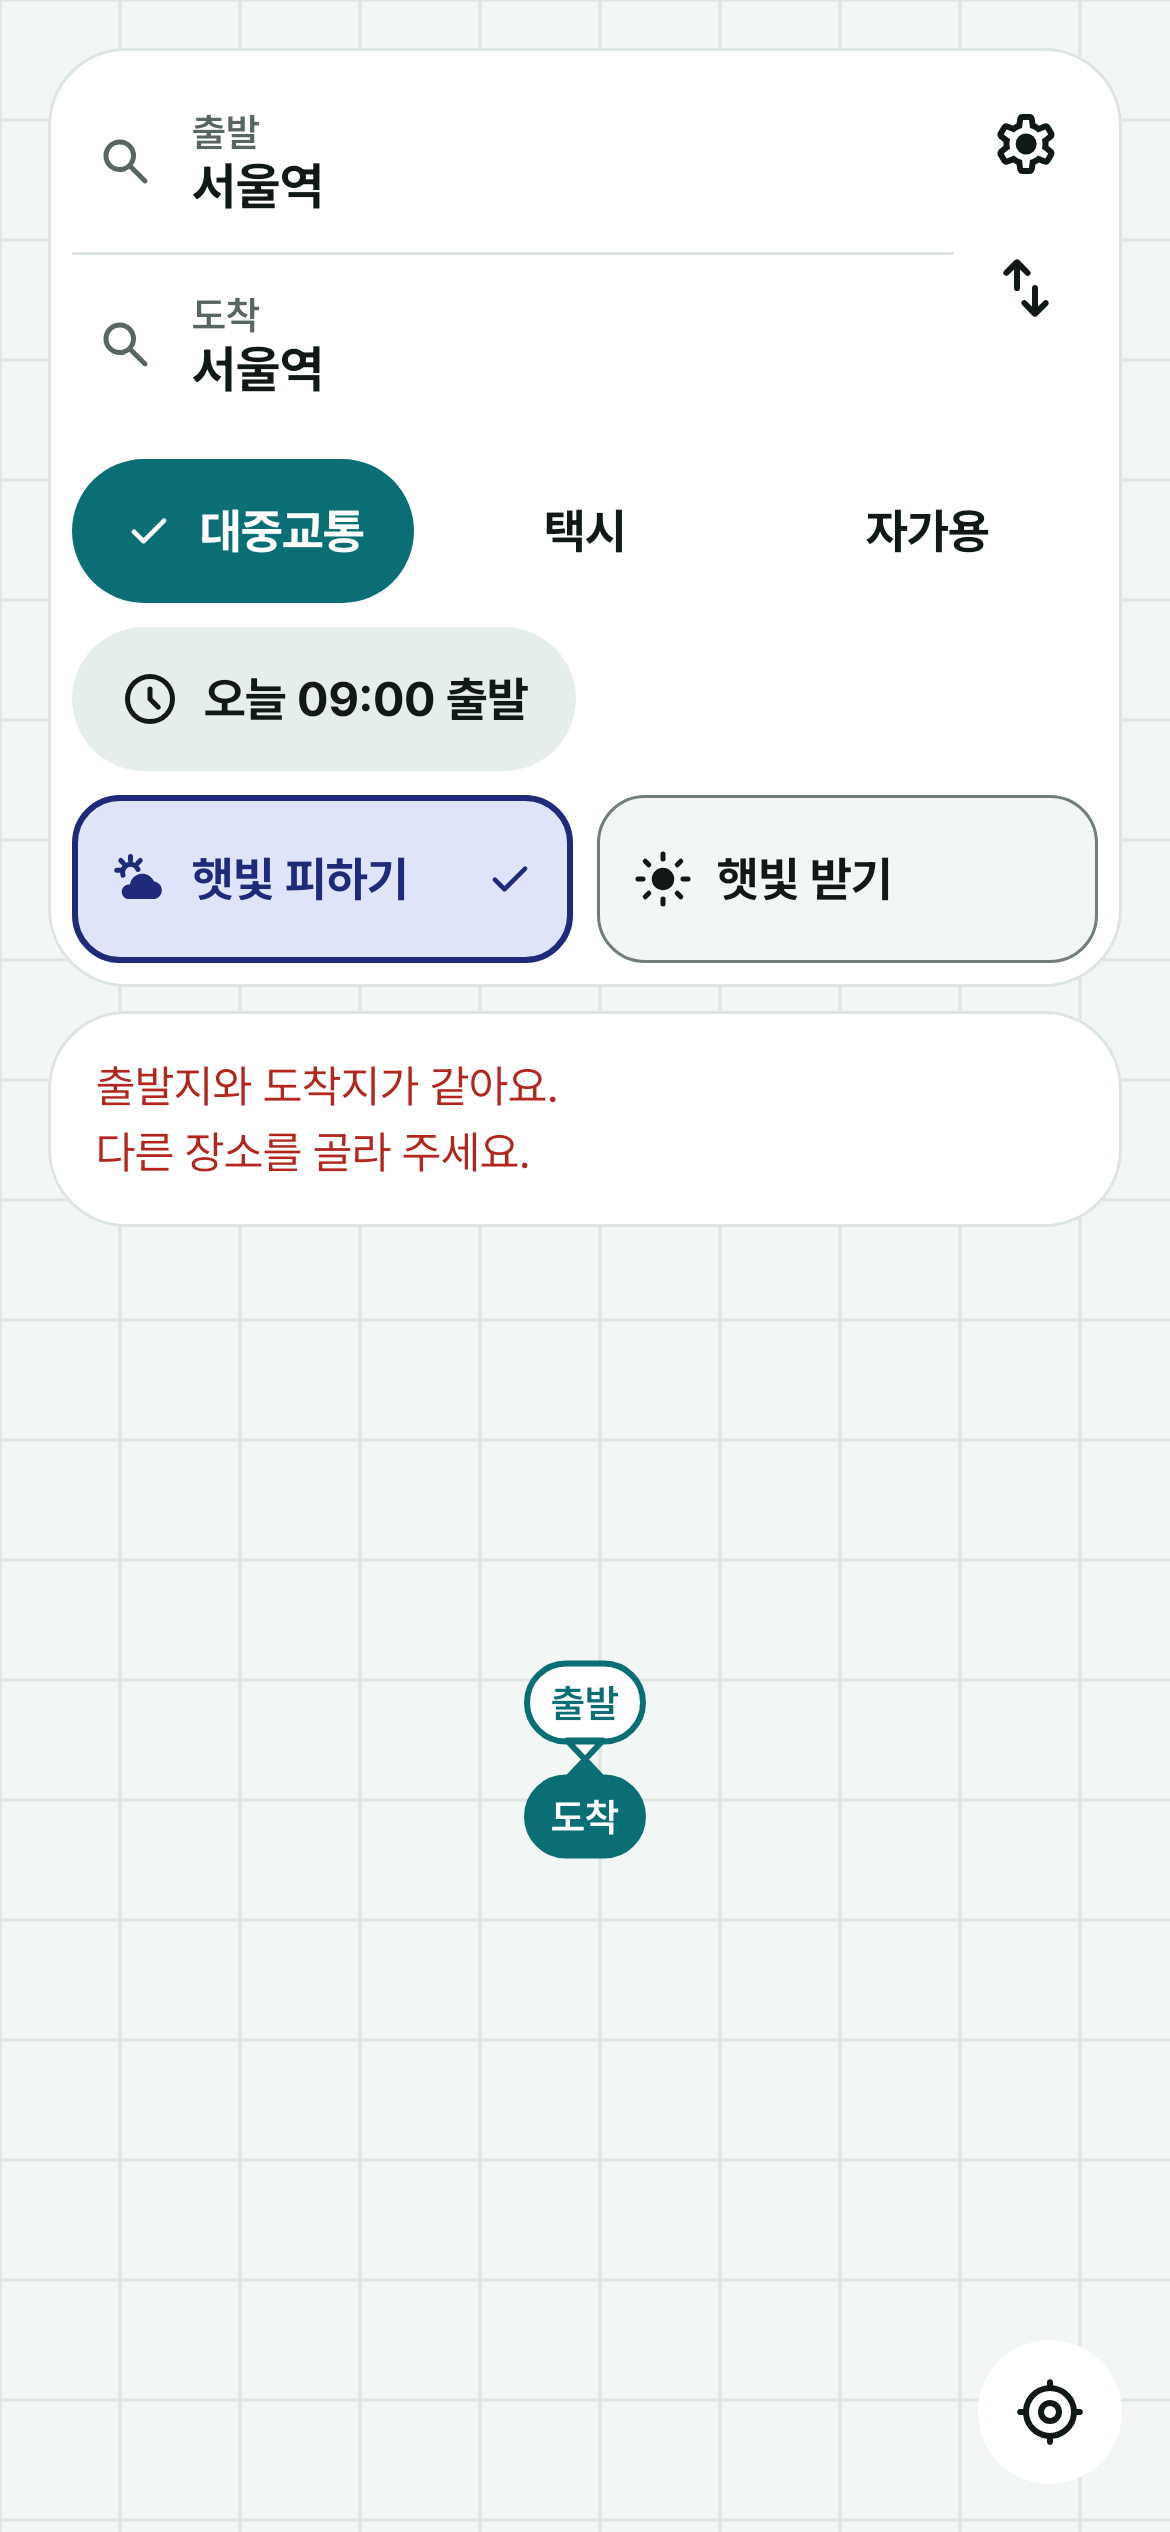 출발
서울역
도착
서울역
대중교통 택시 자가용
오늘 09:00 출발
햇빛 피하기 햇빛 받기
출발지와 도착지가 같아요.
다른 장소를 골라 주세요.
출발
도착